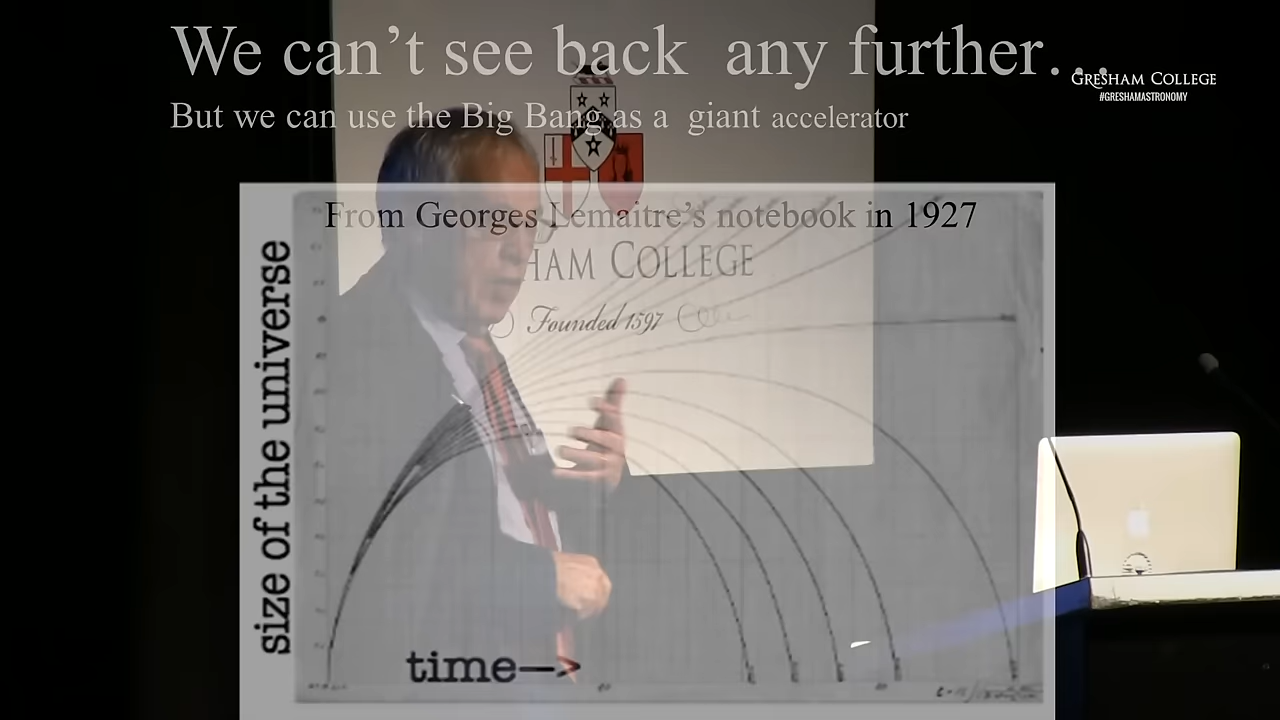 We can’t see back any further...
GRESHAM COLLEGE
#GRESHAMASTRONOMY
But we can use the Big Bang as a giant accelerator
From Georges Lemaitre’s notebook in 1927
HAM COLLEGE
Founded 1597
size of the universe
time—>